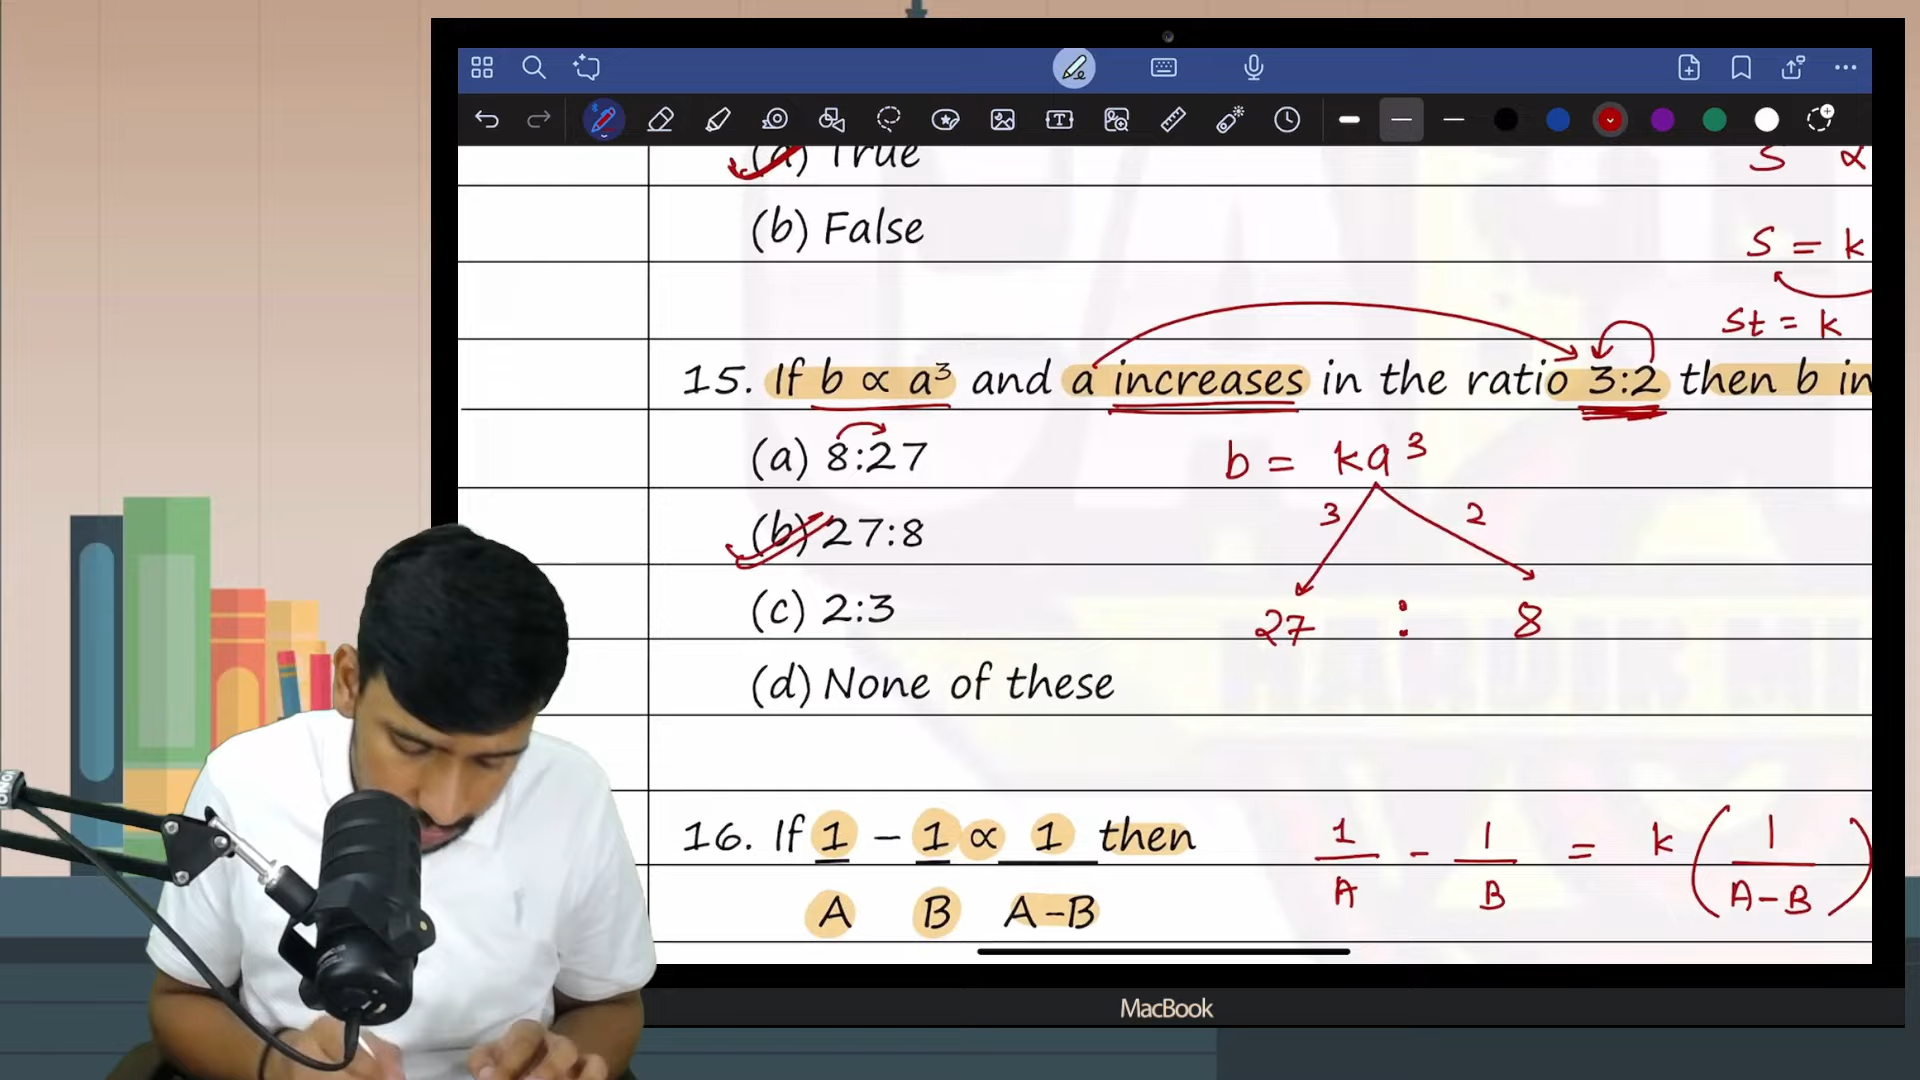 (a) True
S ∝
(b) False
S = k
St = k
15. If b ∝ a³ and a increases in the ratio 3:2 then b in
(a) 8:27
b = ka³
3 2
(b) 27:8
(c) 2:3
27 : 8
(d) None of these
16. If 1 – 1 ∝ 1 then
A B A–B
1/A - 1/B = k(1/A-B)
MacBook